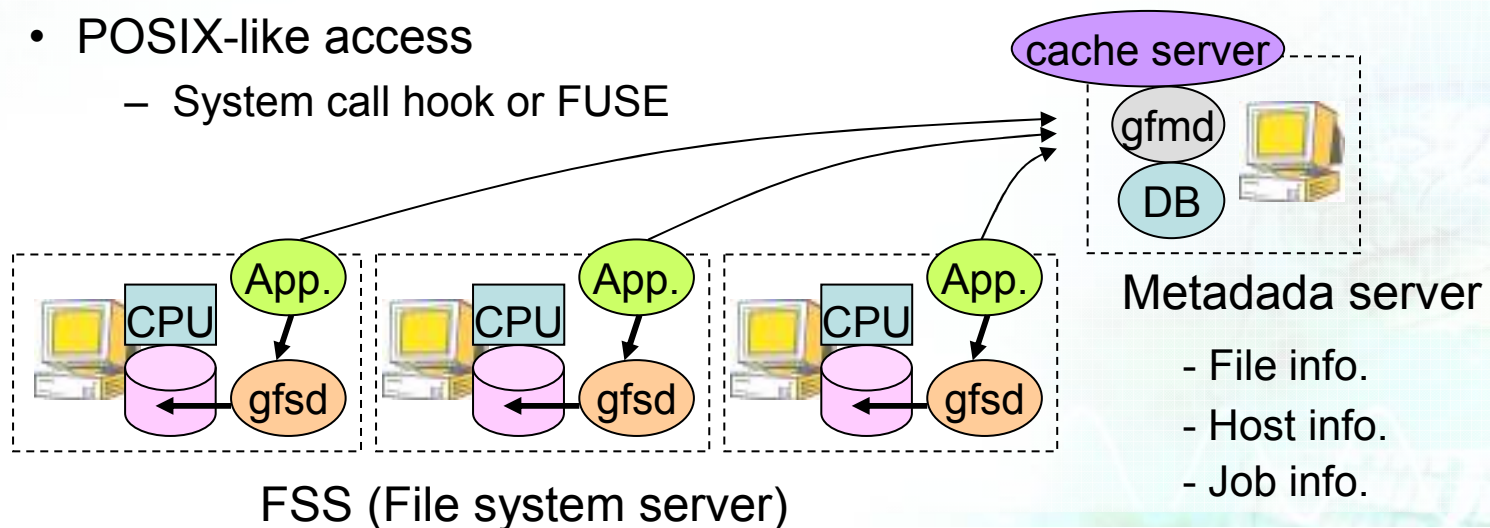 • POSIX-like access
– System call hook or FUSE
cache server
gfmd
DB
App.
App.
App.
CPU
CPU
CPU
gfsd
gfsd
gfsd
Metadada server
- File info.
- Host info.
- Job info.
FSS (File system server)